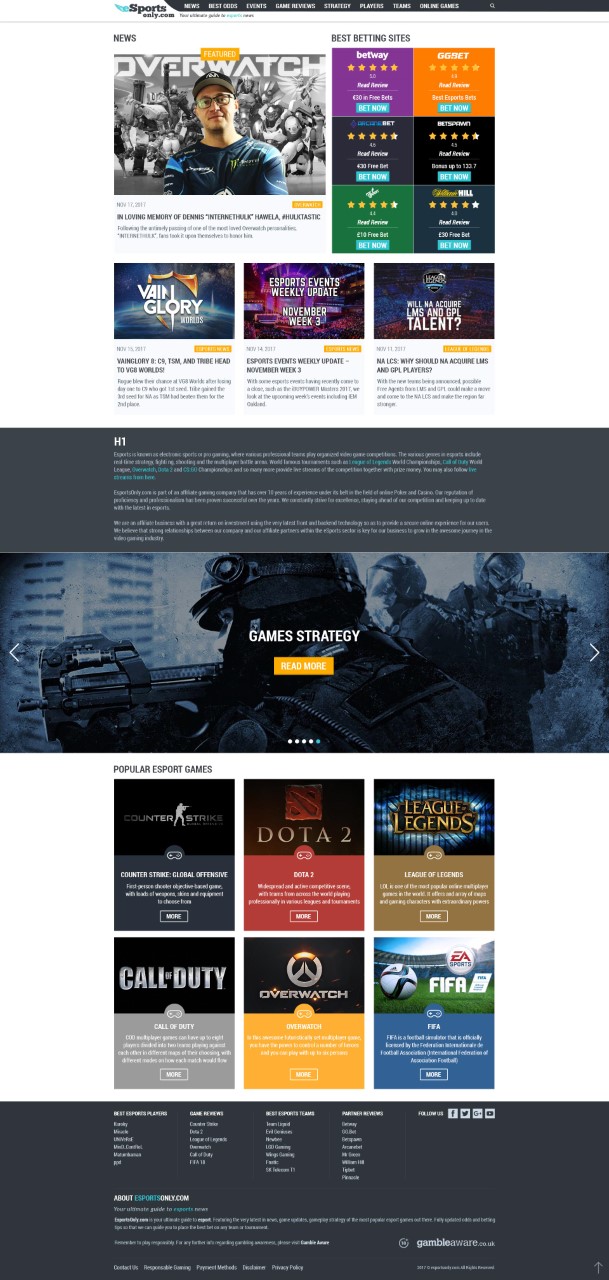 eSports
only.com
NEWS BEST ODDS EVENTS GAME REVIEWS STRATEGY PLAYERS TEAMS ONLINE GAMES
Your ultimate guide to esports news
NEWS
OVERWATCH
FEATURED
NOV 17, 2017 OVERWATCH
IN LOVING MEMORY OF DENNIS "INTERNETHULK" HAWELA, #HULKTASTIC
Following the untimely passing of one of the most loved Overwatch personalities,
"INTERNETHULK", fans took it upon themselves to honor him.
BEST BETTING SITES
betway
5.0
Read Review
€30 in Free Bets
BET NOW
GGBET
4.8
Read Review
Best Esports Bets
BET NOW
ARCANEBET
4.6
Read Review
€30 Free Bet
BET NOW
BETSPAWN
4.5
Read Review
Bonus up to 133.7
BET NOW
4.4
Read Review
£10 Free Bet
BET NOW
William HILL
4.0
Read Review
£30 Free Bet
BET NOW
VAIN
GLORY
WORLDS
NOV 15, 2017 ESPORTS NEWS
VAINGLORY 8: C9, TSM, AND TRIBE HEAD
TO VG8 WORLDS!
Rogue blew their chance at VG8 Worlds after losing
day one to C9 who got 1st seed. Tribe gained the
3rd seed for NA as TSM had beaten them for the
2nd place.
ESPORTS EVENTS
WEEKLY UPDATE
NOVEMBER
WEEK 3
NOV 14, 2017 ESPORTS NEWS
ESPORTS EVENTS WEEKLY UPDATE –
NOVEMBER WEEK 3
With some esports events having recently come to
a close, such as the iBUYPOWER Masters 2017, we
look at the upcoming week's events including IEM
Oakland.
WILL NA ACQUIRE
LMS AND GPL
TALENT?
NOV 11, 2017 LEAGUE OF LEGENDS
NA LCS: WHY SHOULD NA ACQUIRE LMS
AND GPL PLAYERS?
With the new teams being announced, possible
Free Agents from LMS and GPL could make a move
and come to the NA LCS and make the region far
stronger.
H1
Esports is known as electronic sports or pro gaming, where various professional teams play organized video game competitions. The various genres in esports include
real-time strategy, fighting, shooting and the multiplayer battle arena. World famous tournaments such as League of Legends World Championships, Call of Duty World
League, Overwatch, Dota 2 and CS:GO Championships and so many more provide live streams of the competition together with prize money. You may also follow live
streams from here.
EsportsOnly.com is part of an affiliate gaming company that has over 10 years of experience under its belt in the field of online Poker and Casino. Our reputation of
proficiency and professionalism has been proven successful over the years. We constantly strive for excellence, staying ahead of our competition and keeping up to date
with the latest in esports.
We are an affiliate business with a great return on investment using the very latest front and backend technology so as to provide a secure online experience for our users.
We believe that strong relationships between our company and our affiliate partners within the eSports sector is key for our business to grow in the awesome journey in the
video gaming industry.
GAMES STRATEGY
READ MORE
POPULAR ESPORT GAMES
COUNTER STRIKE
GLOBAL OFFENSIVE
COUNTER STRIKE: GLOBAL OFFENSIVE
First-person shooter objective-based game,
with loads of weapons, skins and equipment
to choose from
MORE
DOTA 2
DOTA 2
Widespread and active competitive scene,
with teams from across the world playing
professionally in various leagues and tournaments
MORE
LEAGUE OF
LEGENDS
LEAGUE OF LEGENDS
LOL is one of the most popular online multiplayer
games in the world. It offers and array of maps
and gaming characters with extraordinary powers
MORE
CALL OF DUTY
CALL OF DUTY
COD multiplayer games can have up to eight
players divided into two teams playing against
each other in different maps of their choosing, with
different modes on how each match would flow
MORE
OVERWATCH
OVERWATCH
In this awesome futuristically set multiplayer game
you have the power to control a number of heroes
and you can play with up to six persons
MORE
EA
SPORTS
FIFA
FIFA
FIFA is a football simulator that is officially
licensed by the Federation Internationale de
Football Association (International Federation of
Association Football)
MORE
BEST ESPORTS PLAYERS
Kuroky
Miracle
UNiVeRsE
MinD_ContRoL
Matumbaman
ppd
GAME REVIEWS
Counter Strike
Dota 2
League of Legends
Overwatch
Call of Duty
FIFA 18
BEST ESPORTS TEAMS
Team Liquid
Evil Geniuses
Newbee
LGD Gaming
Wings Gaming
Fnatic
SK Telecom T1
PARTNER REVIEWS
Betway
GG.Bet
Betspawn
Arcanebet
Mr Green
William Hill
Tipbet
Pinnacle
FOLLOW US
ABOUT ESPORTSONLY.COM
Your ultimate guide to esports news
EsportsOnly.com is your ultimate guide to esport. Featuring the very latest in news, game updates, gameplay strategy of the most popular esport games out there. Fully updated odds and betting
tips so that we can guide you to place the best bet on any team or tournament.
Remember to play responsibly. For any further info regarding gambling awareness, please visit Gamble Aware
18 gambleaware.co.uk
Contact Us Responsible Gaming Payment Methods Disclaimer Privacy Policy
2017 © esportsonly.com All Rights Reserved